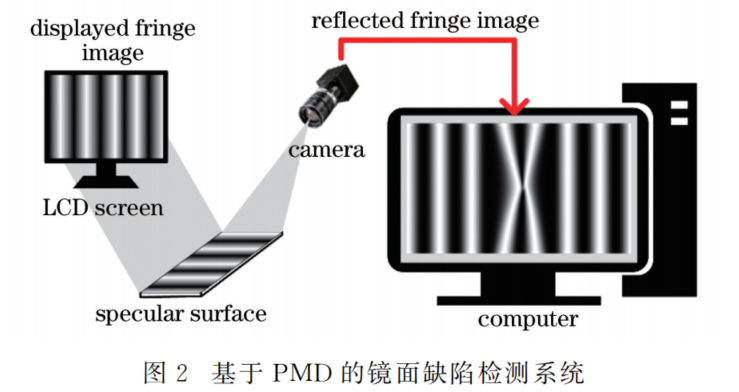 displayed fringe
image
reflected fringe image
camera
LCD screen
specular surface
computer
图 2 基于 PMD 的镜面缺陷检测系统